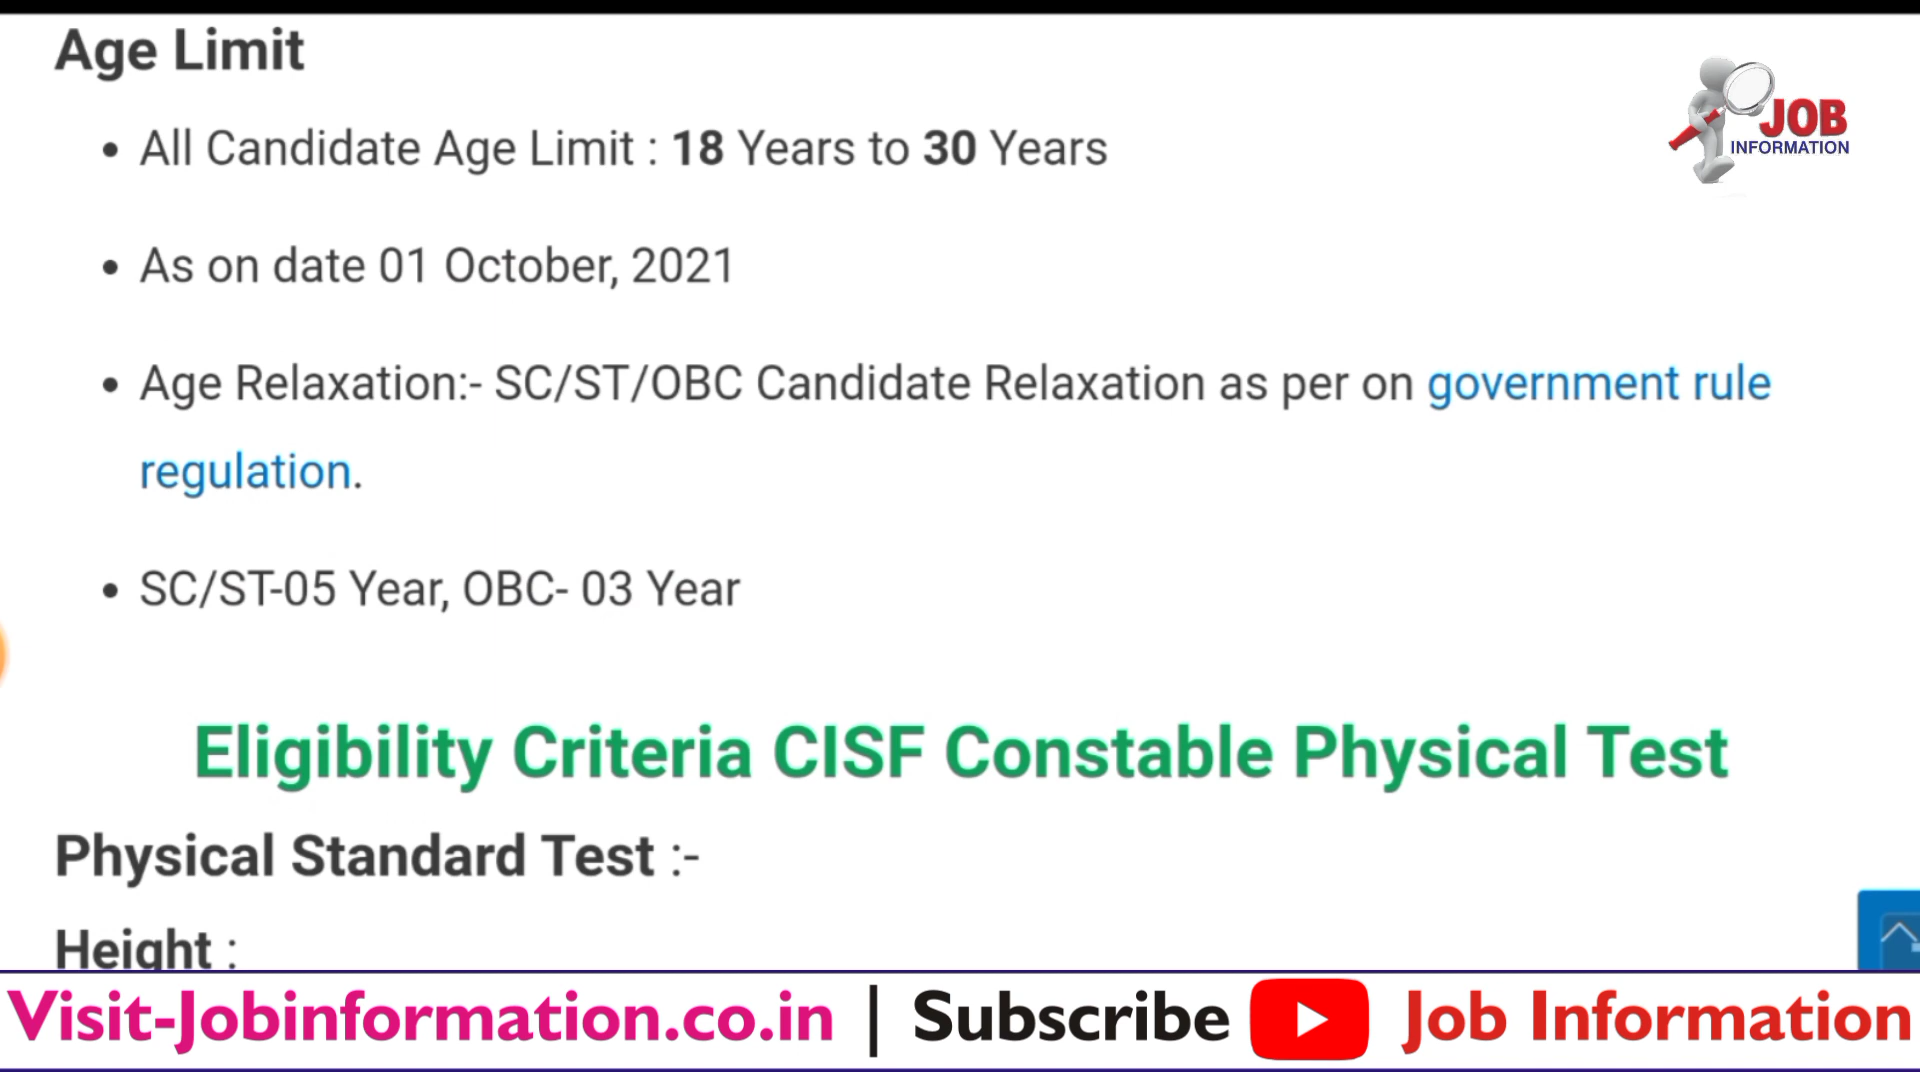 Age Limit
JOB
INFORMATION
• All Candidate Age Limit : 18 Years to 30 Years
• As on date 01 October, 2021
• Age Relaxation:- SC/ST/OBC Candidate Relaxation as per on government rule
regulation.
• SC/ST-05 Year, OBC- 03 Year
Eligibility Criteria CISF Constable Physical Test
Physical Standard Test :-
Height :
Visit-Jobinformation.co.in | Subscribe Job Information